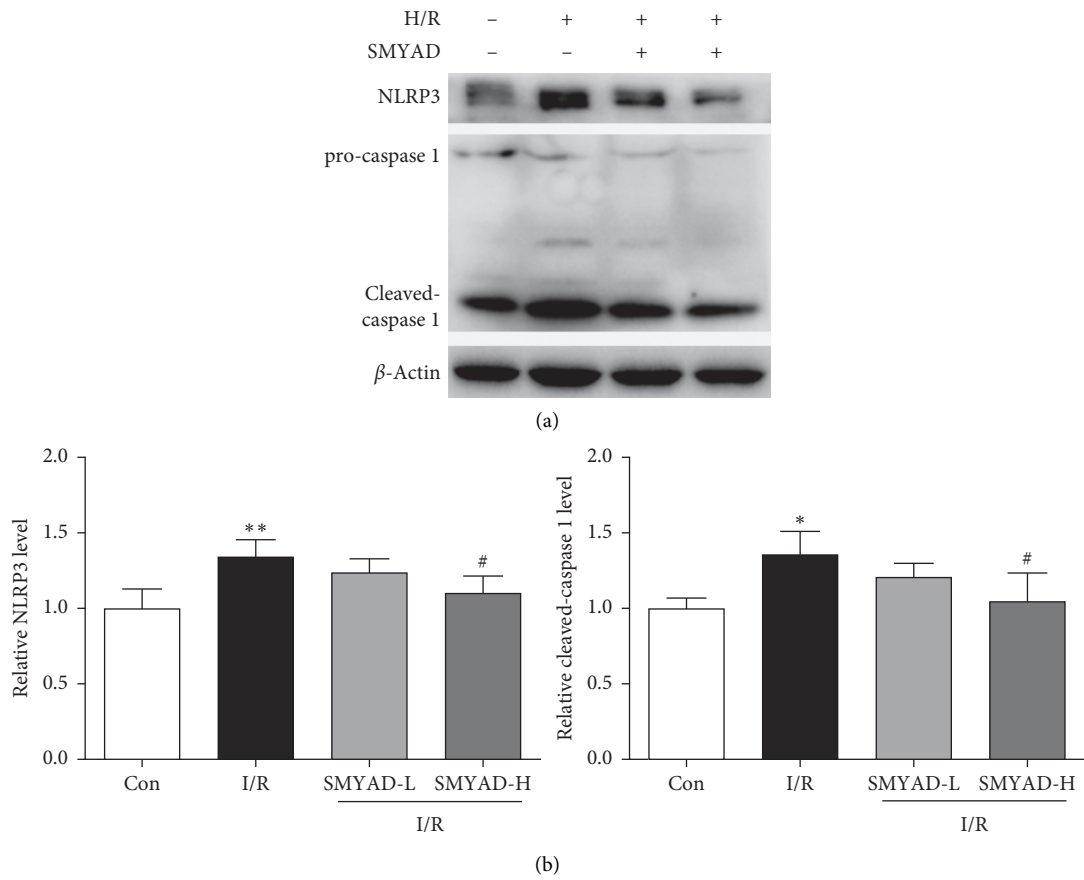 H/R – + + +
SMYAD – – + +
NLRP3
pro-caspase 1
Cleaved-
caspase 1
β-Actin
(a)
Relative NLRP3 level
2.0
1.5
1.0
0.5
0.0
**
#
Con I/R SMYAD-L SMYAD-H
I/R
Relative cleaved-caspase 1 level
2.0
1.5
1.0
0.5
0.0
*
#
Con I/R SMYAD-L SMYAD-H
I/R
(b)